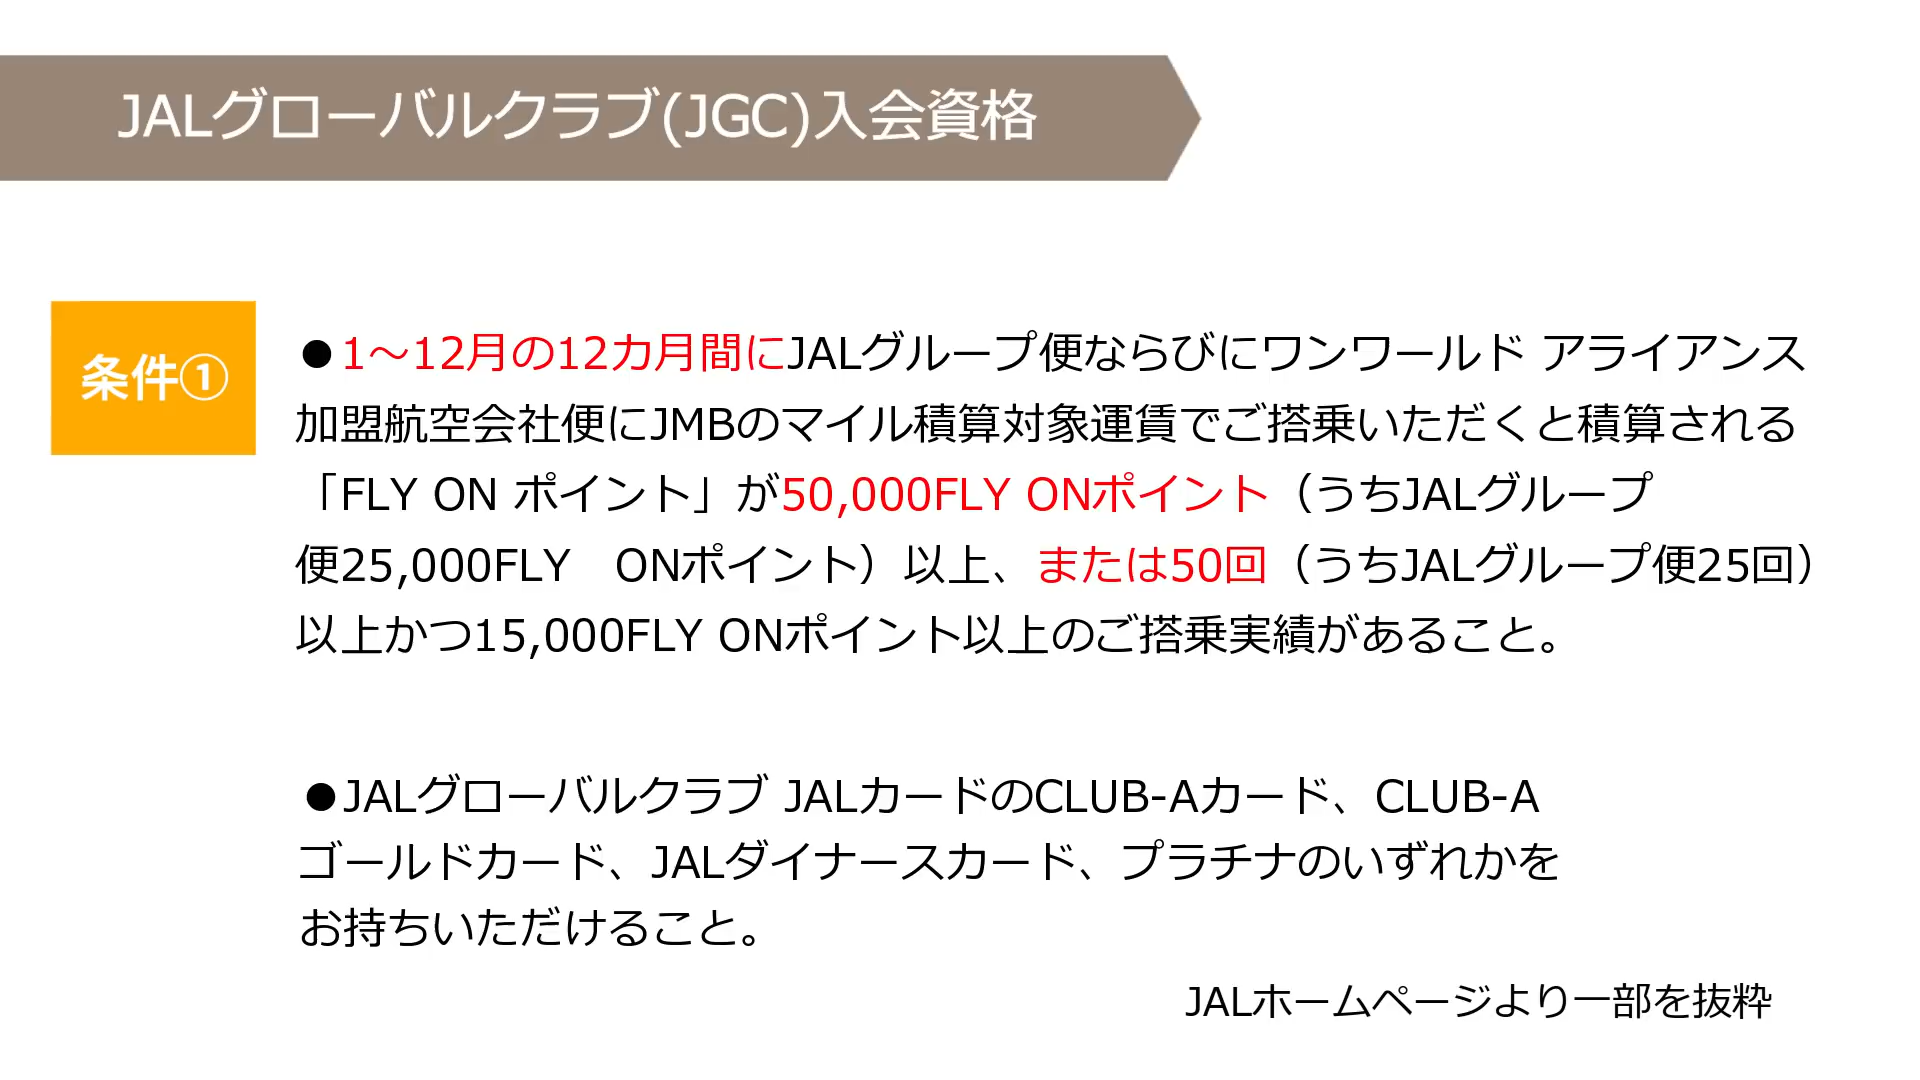 JALグローバルクラブ(JGC)入会資格
条件①
●1～12月の12カ月間にJALグループ便ならびにワンワールド アライアンス
加盟航空会社便にJMBのマイル積算対象運賃でご搭乗いただくと積算される
「FLY ON ポイント」が50,000FLY ONポイント（うちJALグループ
便25,000FLY　ONポイント）以上、または50回（うちJALグループ便25回）
以上かつ15,000FLY ONポイント以上のご搭乗実績があること。
●JALグローバルクラブ JALカードのCLUB-Aカード、CLUB-A
ゴールドカード、JALダイナースカード、プラチナのいずれかを
お持ちいただけること。
JALホームページより一部を抜粋